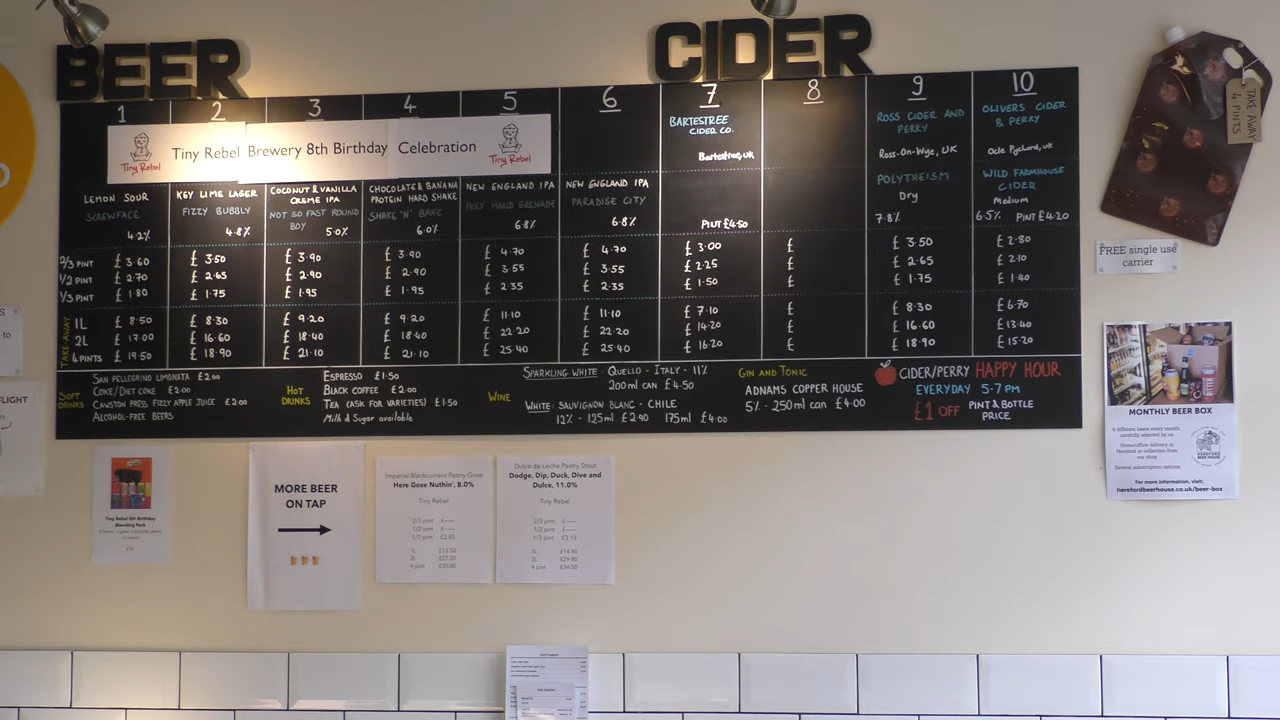 BEER
CIDER
1 2 3 4 5 6 7 8 9 10
Tiny Rebel
Tiny Rebel Brewery 8th Birthday Celebration
Tiny Rebel
LEMON SOUR
SCREWFACE
4.2%
KEY LIME LAGER
FIZZY BUBBLY
4.8%
COCONUT & VANILLA
CREME IPA
NOT SO FAST ROUND
BOY 5.0%
CHOCOLATE & BANANA
PROTEIN HARD SHAKE
SHAKE 'N' BAKE
6.0%
NEW ENGLAND IPA
HOLY HAND GRENADE
6.8%
NEW ENGLAND IPA
PARADISE CITY
6.8%
BARTESTREE
CIDER CO.
Bartestree, UK
PINT £4.50
ROSS CIDER AND
PERRY
Ross-On-Wye, UK
POLYTHEISM
Dry
7.8%
OLIVERS CIDER
& PERRY
Ocle Pychard, UK
WILD FARMHOUSE
CIDER
Medium
6.5% PINT £4.20
2/3 PINT £3.60 £3.50 £3.90 £3.90 £4.70 £4.70 £3.00 £ £3.50 £2.80
1/2 PINT £2.70 £2.65 £2.90 £2.90 £3.55 £3.55 £2.25 £ £2.65 £2.10
1/3 PINT £1.80 £1.75 £1.95 £1.95 £2.35 £2.35 £1.50 £ £1.75 £1.40
TAKE-AWAY
1L £8.50 £8.30 £9.20 £9.20 £11.10 £11.10 £7.10 £ £8.30 £6.70
2L £17.00 £16.60 £18.40 £18.40 £22.20 £22.20 £14.20 £ £16.60 £13.40
4 PINTS £19.50 £18.90 £21.10 £21.10 £25.40 £25.40 £16.20 £ £18.90 £15.20
SOFT
DRINKS
SAN PELLEGRINO LIMONATA £2.00
COKE/DIET COKE £2.00
CAWSTON PRESS, FIZZY APPLE JUICE £2.00
ALCOHOL-FREE BEERS
HOT
DRINKS
ESPRESSO £1.50
BLACK COFFEE £2.00
TEA (ASK FOR VARIETIES) £1.50
Milk & Sugar available
WINE
SPARKLING WHITE: QUELLO - ITALY - 11%
200ml CAN £4.50
WHITE: SAUVIGNON BLANC - CHILE
12% - 125ml £2.90 175ml £4.00
GIN AND TONIC
ADNAMS COPPER HOUSE
5% - 250ml can £4.00
CIDER/PERRY HAPPY HOUR
EVERYDAY 5-7PM
£1 OFF PINT & BOTTLE
PRICE
TAKE-AWAY
4 PINTS
FREE single use
carrier
MONTHLY BEER BOX
4 different beers every month,
carefully selected by us
Home/office delivery in
Hereford or collection from
our shop
HEREFORD
BEER HOUSE
Several subscription options
For more information, visit:
herefordbeerhouse.co.uk/beer-box
S
to
FLIGHT
Tiny Rebel 8th Birthday
Blending Pack
MORE BEER
ON TAP
Imperial Blackcurrant Pastry Gose
Here Gose Nuthin', 8.0%
Tiny Rebel
2/3 pint £----
1/2 pint £----
1/3 pint £2.85
1L £13.50
2L £27.00
4 pint £30.80
Dulce de Leche Pastry Stout
Dodge, Dip, Duck, Dive and
Dulce, 11.0%
Tiny Rebel
2/3 pint £----
1/2 pint £----
1/3 pint £3.15
1L £14.90
2L £29.80
4 pint £34.00